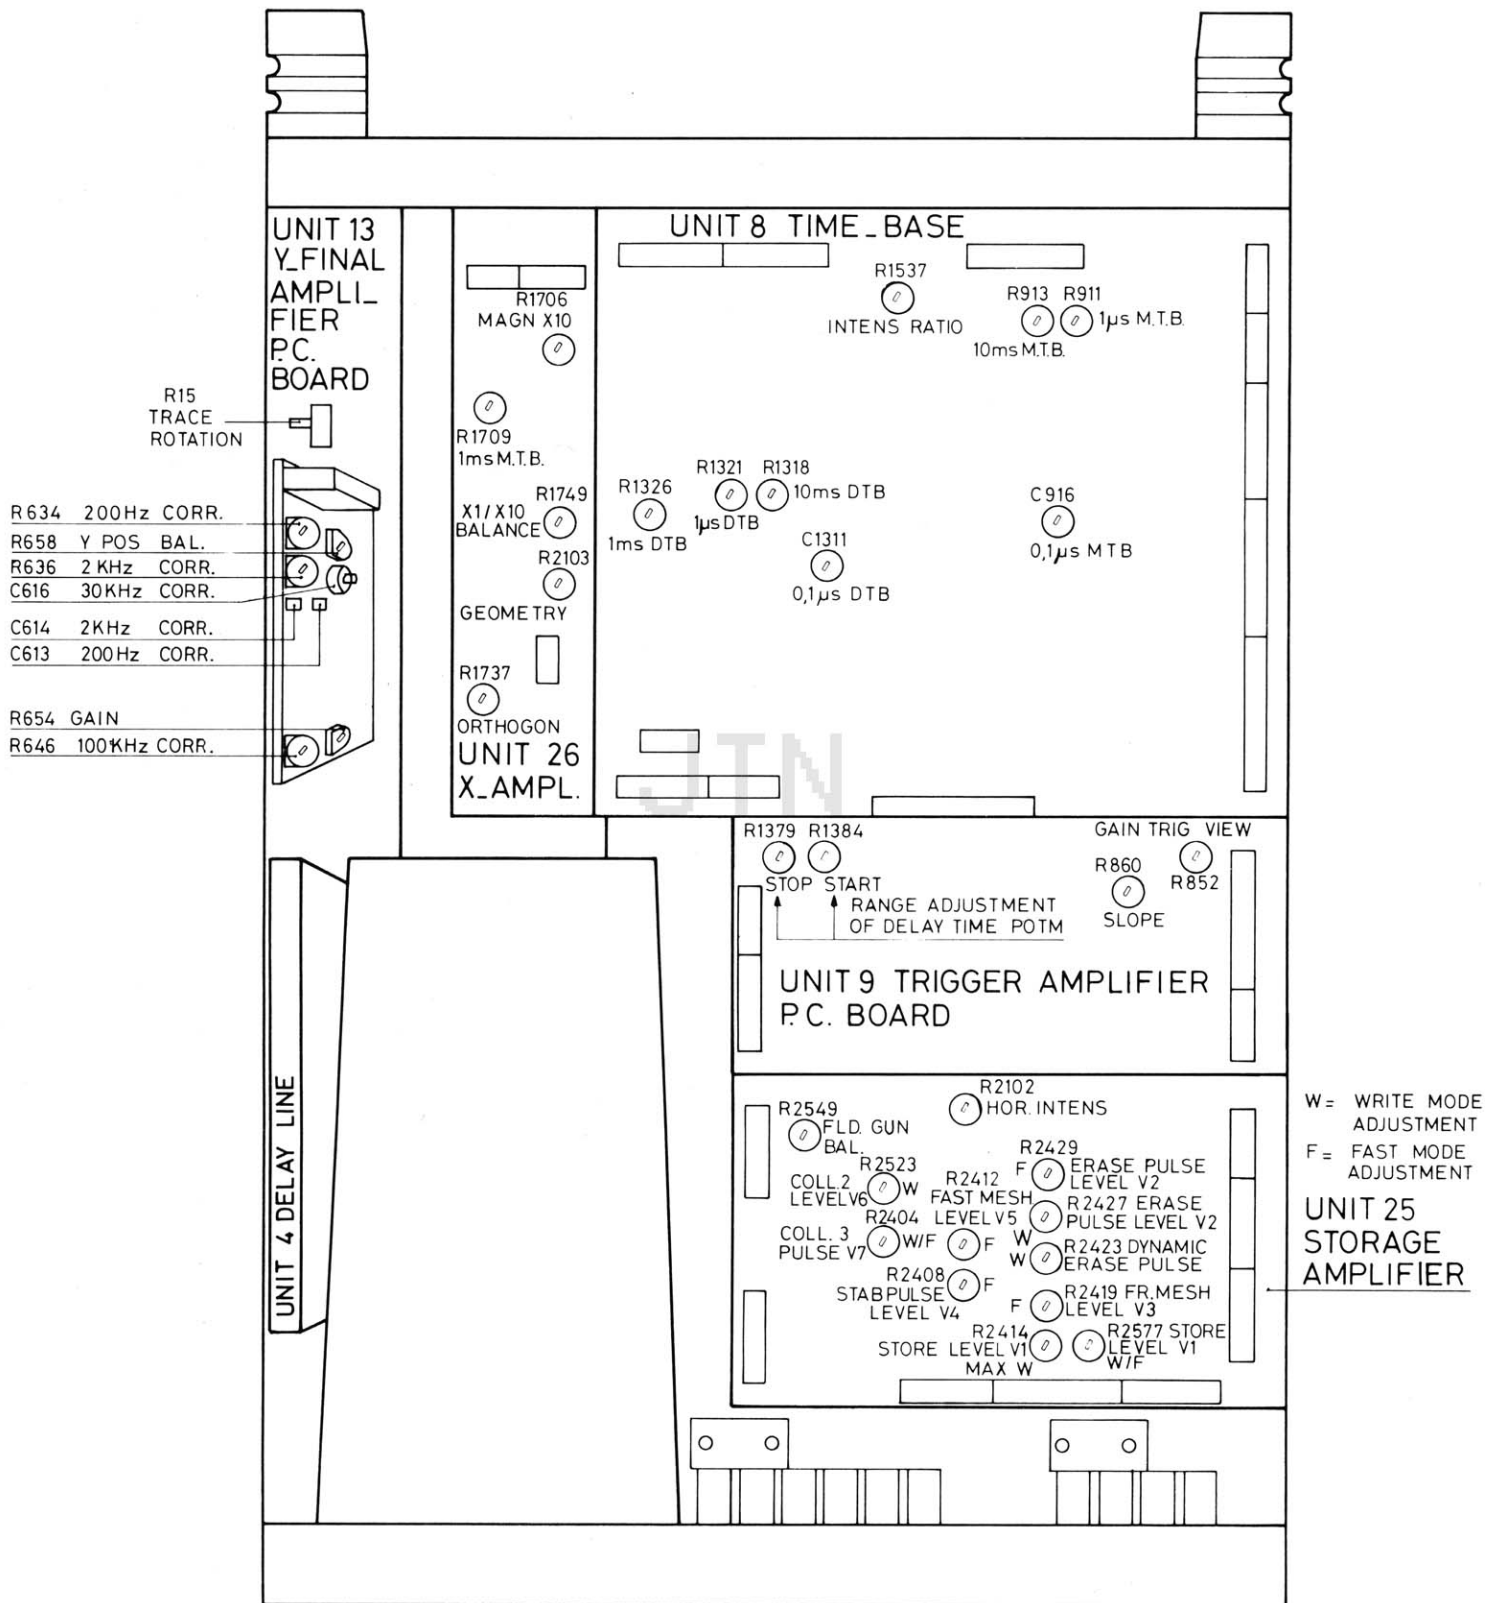 UNIT 13
Y_FINAL
AMPLI_
FIER
P.C.
BOARD
R15
TRACE
ROTATION
R634 200Hz CORR.
R658 Y POS BAL.
R636 2KHz CORR.
C616 30KHz CORR.
C614 2KHz CORR.
C613 200Hz CORR.
R654 GAIN
R646 100KHz CORR.
R1706
MAGN X10
R1709
1ms M.T.B.
R1749
X1/X10
BALANCE
R2103
GEOMETRY
R1737
ORTHOGON
UNIT 26
X_AMPL.
UNIT 8 TIME_BASE
R1537
INTENS RATIO
R913 R911
1µs M.T.B.
10ms M.T.B.
R1326
1ms DTB
R1321 R1318
10ms DTB
1µs DTB
C1311
0,1µs DTB
C916
0,1µs MTB
JTN
R1379 R1384
STOP START
RANGE ADJUSTMENT
OF DELAY TIME POTM
GAIN TRIG VIEW
R860
R852
SLOPE
UNIT 9 TRIGGER AMPLIFIER
P.C. BOARD
UNIT 4 DELAY LINE
R2102
HOR. INTENS
R2549
FLD. GUN
BAL.
R2523
COLL.2 W
LEVEL V6
R2404
COLL. 3 W/F
PULSE V7
R2412
FAST MESH
LEVEL V5
F
R2408
STAB PULSE F
LEVEL V4
R2429
F ERASE PULSE
LEVEL V2
R2427 ERASE
PULSE LEVEL V2
W
W R2423 DYNAMIC
ERASE PULSE
F R2419 FR. MESH
LEVEL V3
R2414
STORE LEVEL V1
MAX W
R2577 STORE
LEVEL V1
W/F
W = WRITE MODE
ADJUSTMENT
F = FAST MODE
ADJUSTMENT
UNIT 25
STORAGE
AMPLIFIER